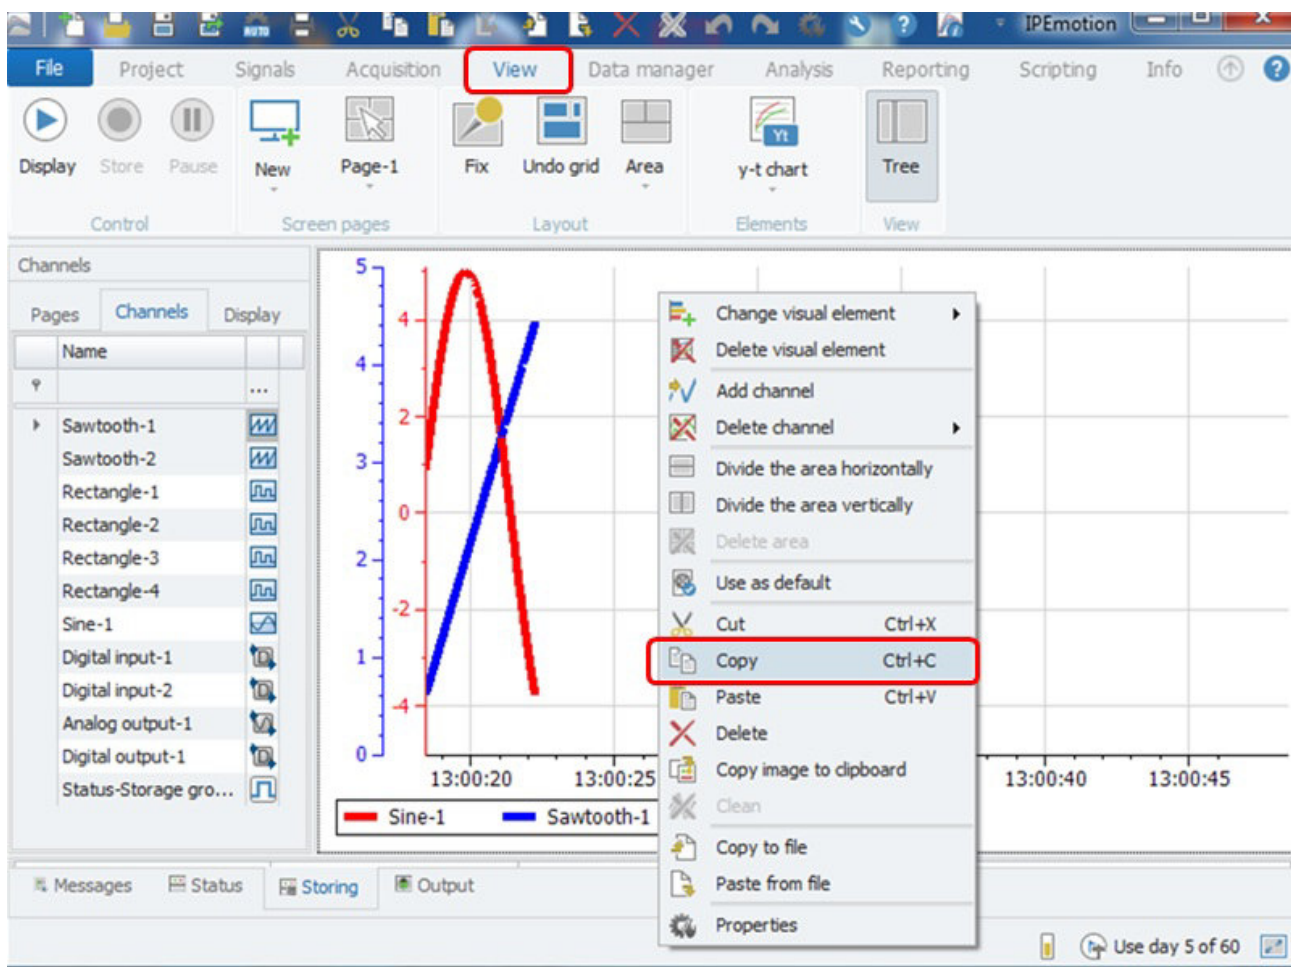 AUTO IPEmotion
File Project Signals Acquisition View Data manager Analysis Reporting Scripting Info
Yt
Display Store Pause New Page-1 Fix Undo grid Area y-t chart Tree
Control Screen pages Layout Elements View
Channels
Pages Channels Display
Name
...
Sawtooth-1
Sawtooth-2
Rectangle-1
Rectangle-2
Rectangle-3
Rectangle-4
Sine-1
Digital input-1
Digital input-2
Analog output-1
Digital output-1
Status-Storage gro...
5
4
3
2
1
0
4
2
0
-2
-4
13:00:20 13:00:25 13:00:40 13:00:45
Sine-1 Sawtooth-1
Change visual element
Delete visual element
Add channel
Delete channel
Divide the area horizontally
Divide the area vertically
Delete area
Use as default
Cut Ctrl+X
Copy Ctrl+C
Paste Ctrl+V
Delete
Copy image to clipboard
Clean
Copy to file
Paste from file
Properties
Messages Status Storing Output
Use day 5 of 60